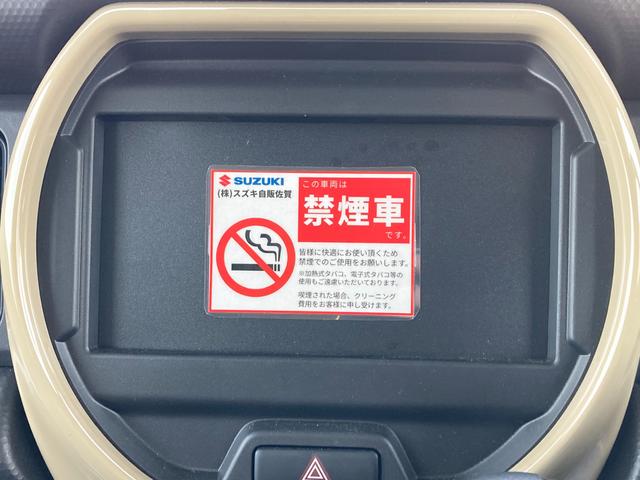 SUZUKI
(株)スズキ自販佐賀
この車両は
禁煙車
です。
皆様に快適にお使い頂くため
禁煙でのご使用をお願いします。
※加熱式タバコ、電子式タバコ等の
使用もご遠慮いただいております。
喫煙された場合、クリーニング
費用をお客様に申し受けます。